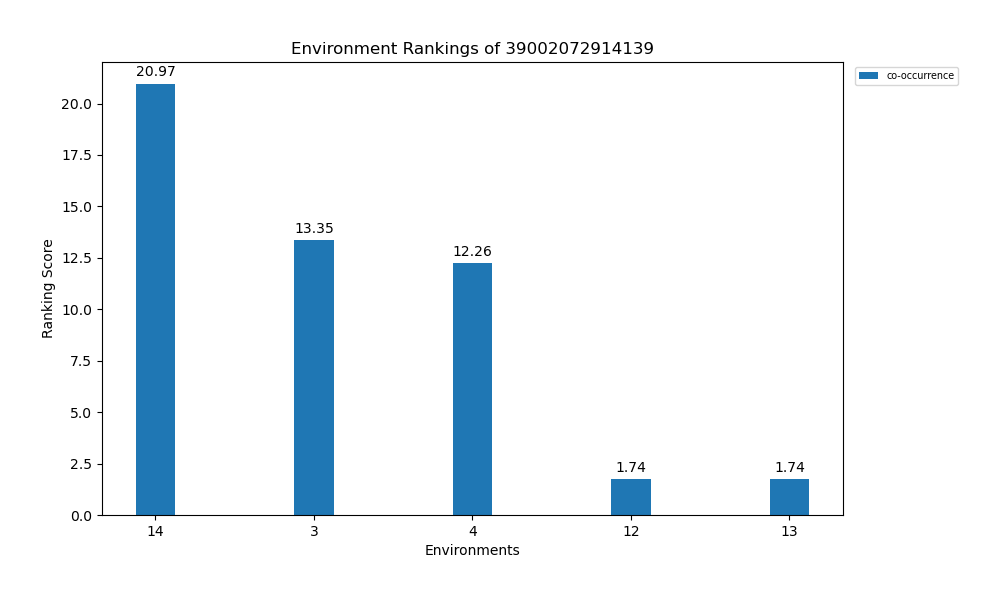 Environment Rankings of 39002072914139
co-occurrence
Ranking Score
20.0
17.5
15.0
12.5
10.0
7.5
5.0
2.5
0.0
20.97
13.35
12.26
1.74
1.74
14 3 4 12 13
Environments